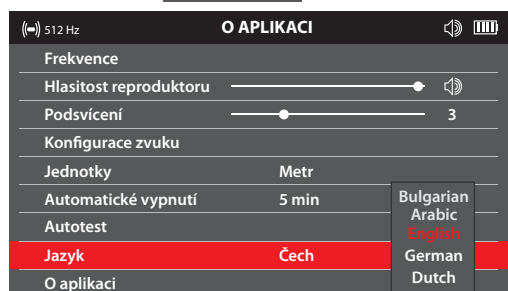 512 Hz O APLIKACI
Frekvence
Hlasitost reproduktoru
Podsvícení 3
Konfigurace zvuku
Jednotky Metr
Automatické vypnutí 5 min
Autotest
Jazyk Čech
O aplikaci
Bulgarian
Arabic
English
German
Dutch